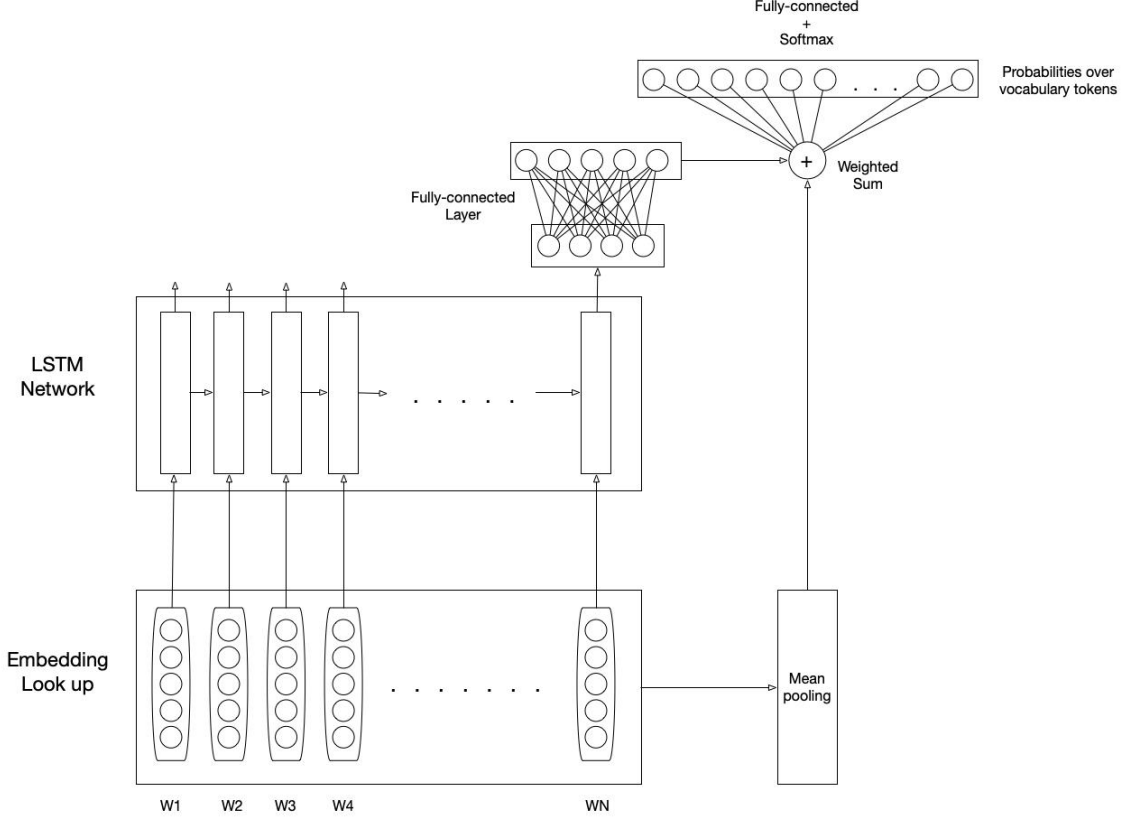 Fully-connected
+
Softmax
Probabilities over
vocabulary tokens
. . .
+
Weighted
Sum
Fully-connected
Layer
LSTM
Network
. . . . .
Embedding
Look up
. . . . . . .
Mean
pooling
W1 W2 W3 W4 WN